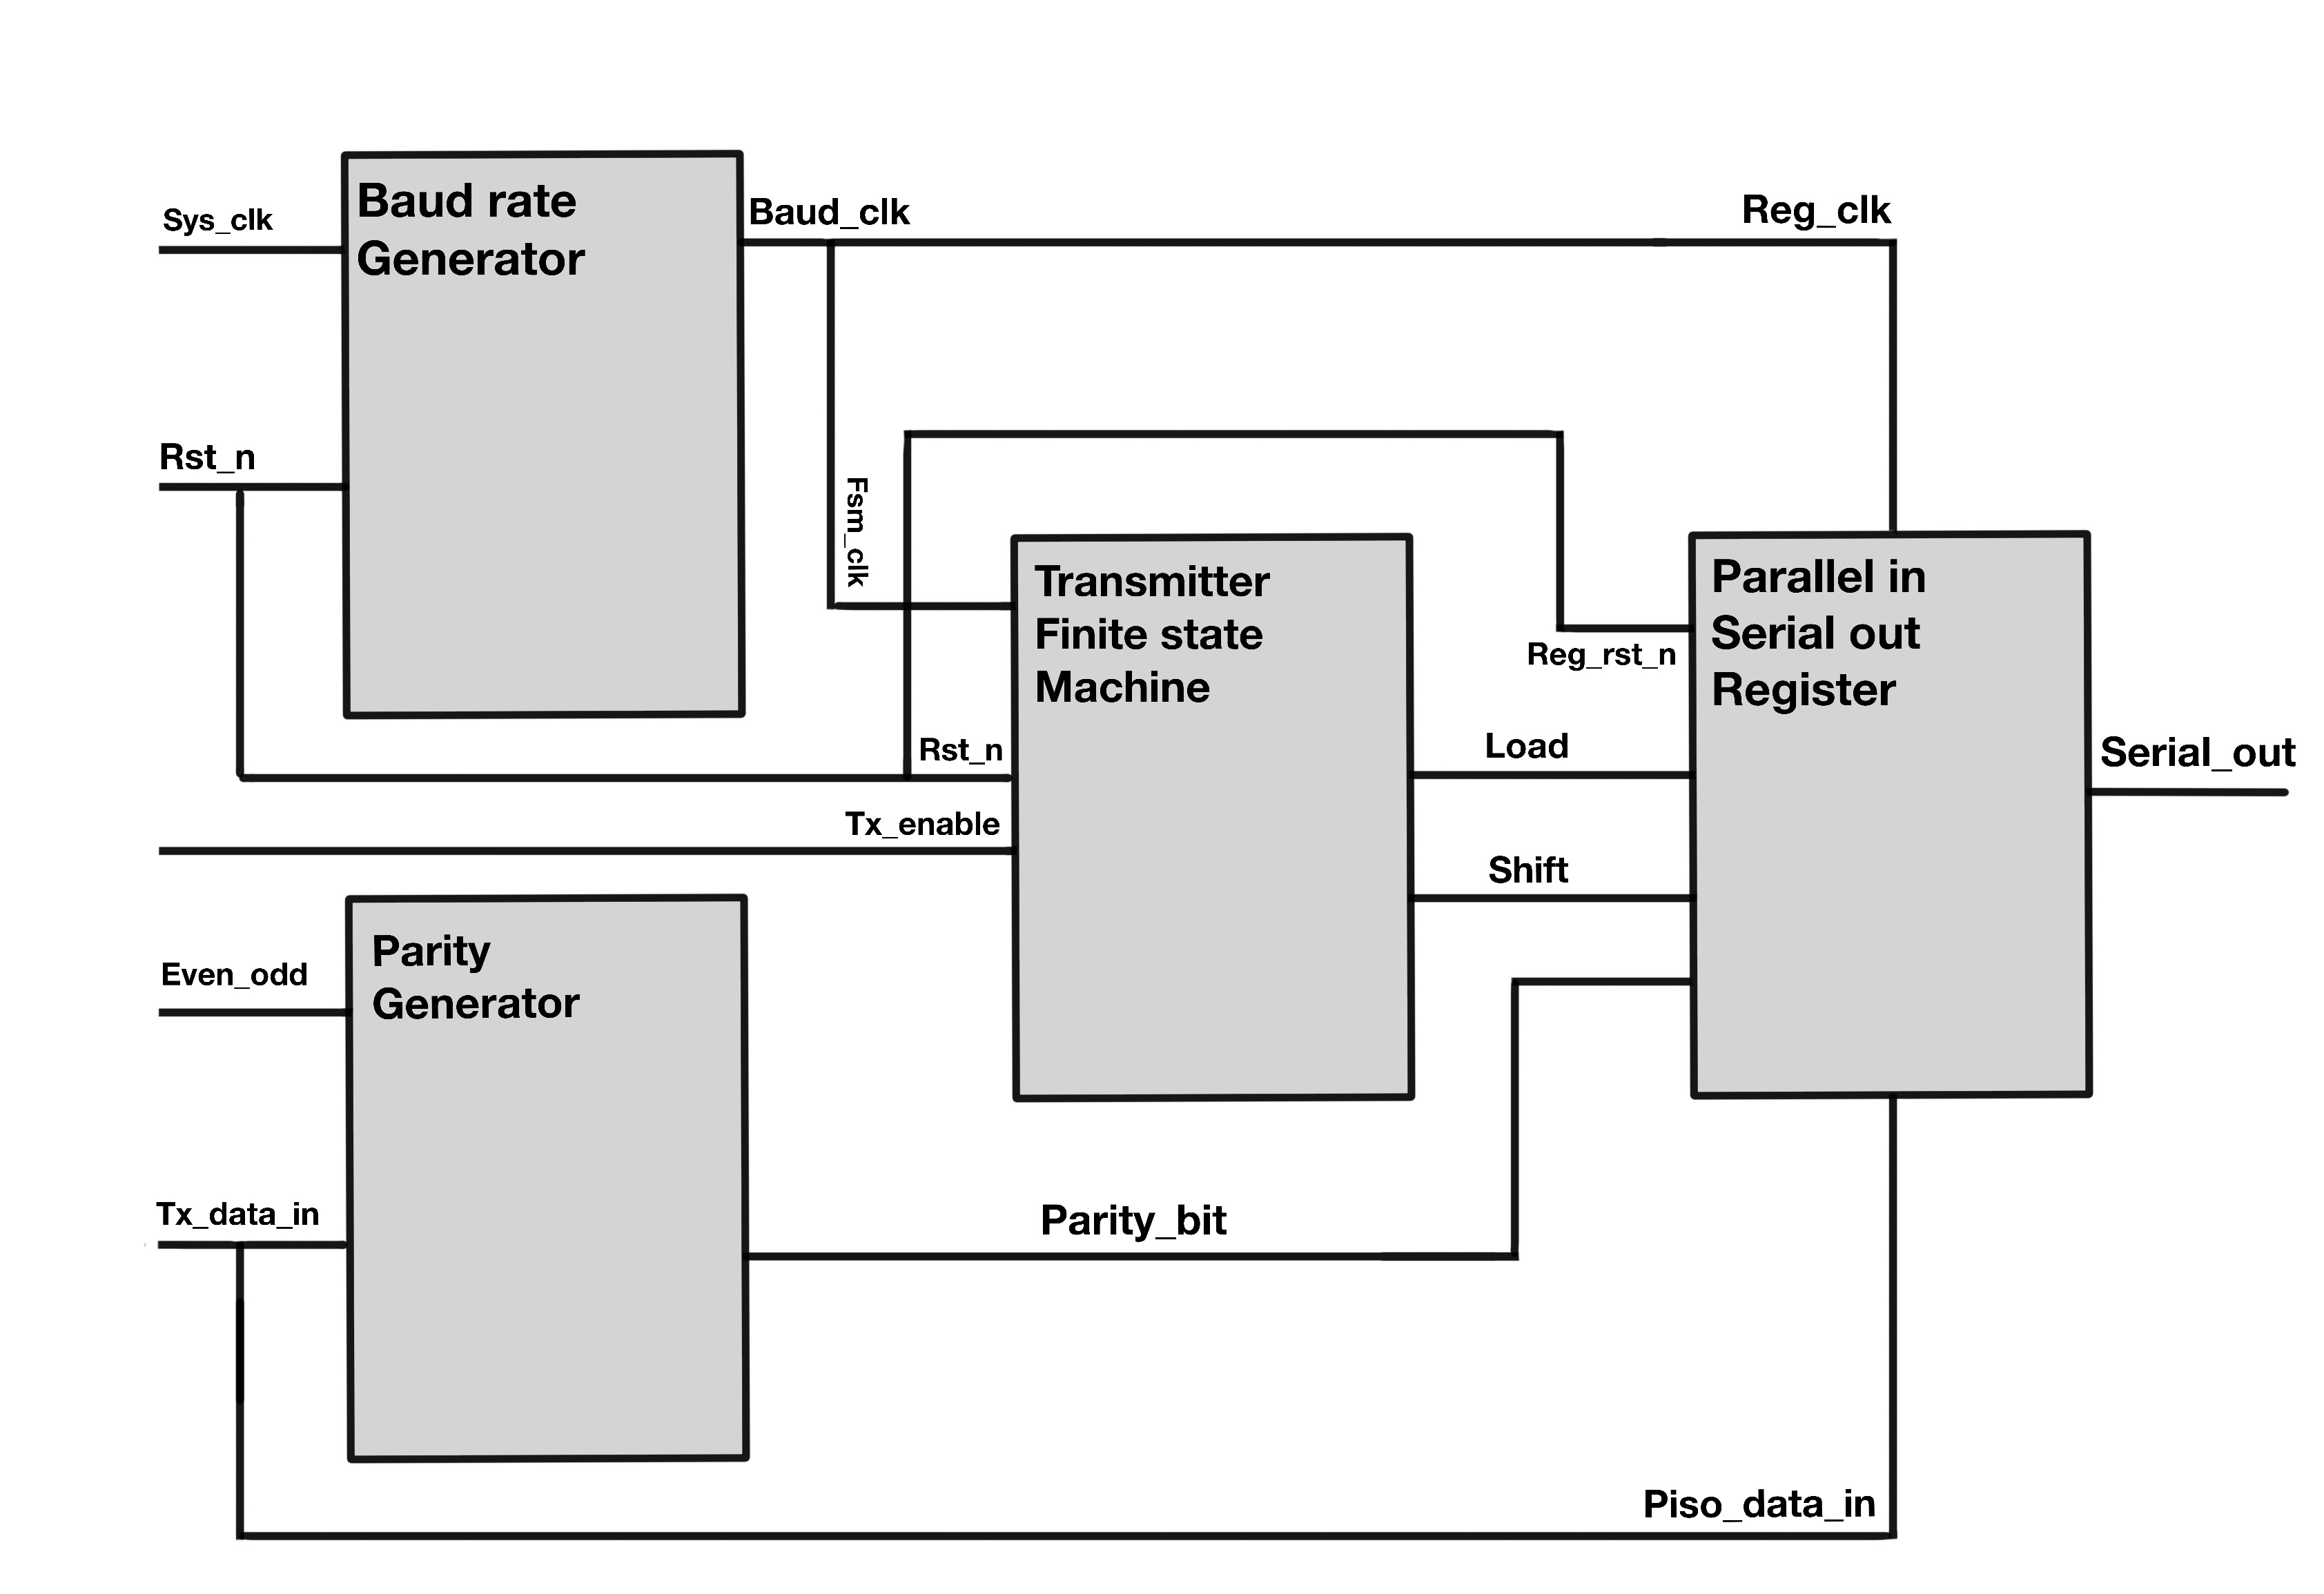 Baud rate
Generator
Sys_clk
Baud_clk
Reg_clk
Rst_n
Fsm_clk
Transmitter
Finite state
Machine
Parallel in
Serial out
Register
Reg_rst_n
Rst_n
Load
Serial_out
Tx_enable
Shift
Parity
Generator
Even_odd
Tx_data_in
Parity_bit
Piso_data_in